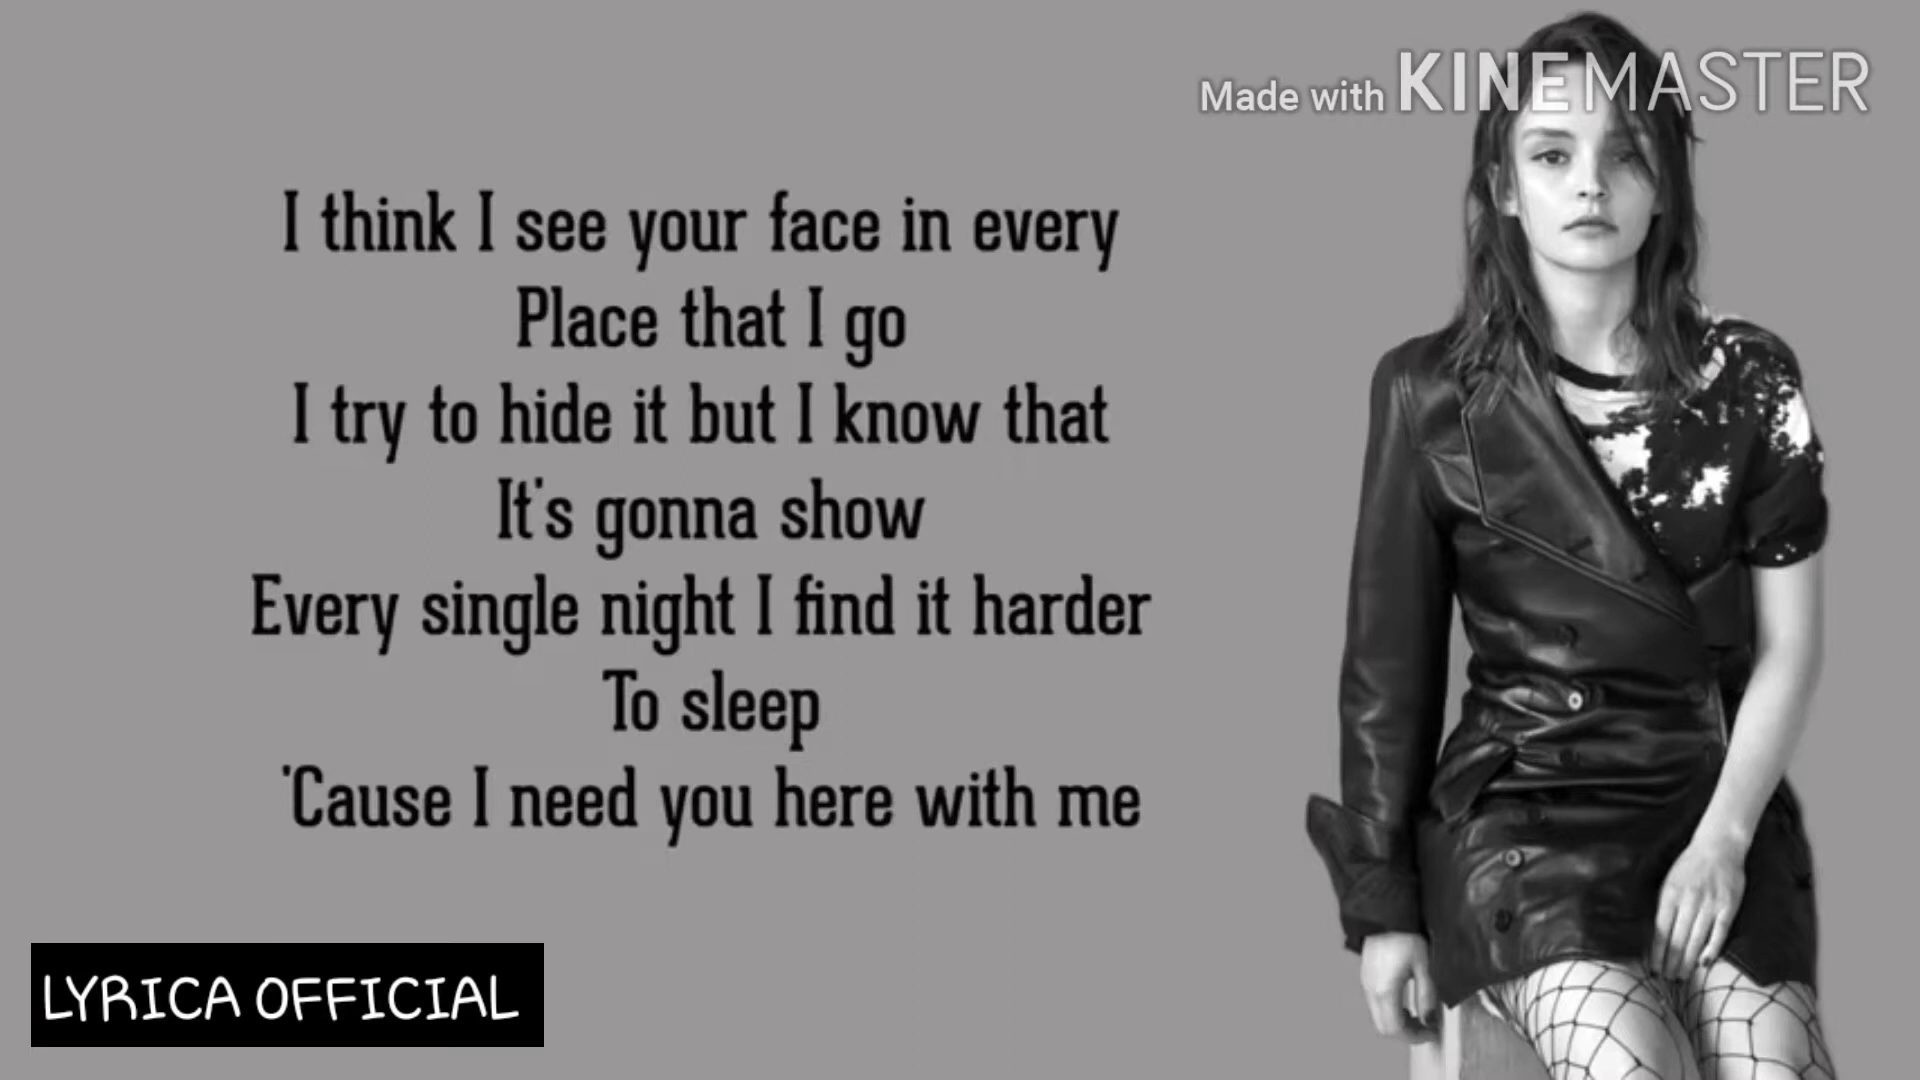 Made with KINEMASTER
I think I see your face in every
Place that I go
I try to hide it but I know that
It's gonna show
Every single night I find it harder
To sleep
'Cause I need you here with me
LYRICA OFFICIAL